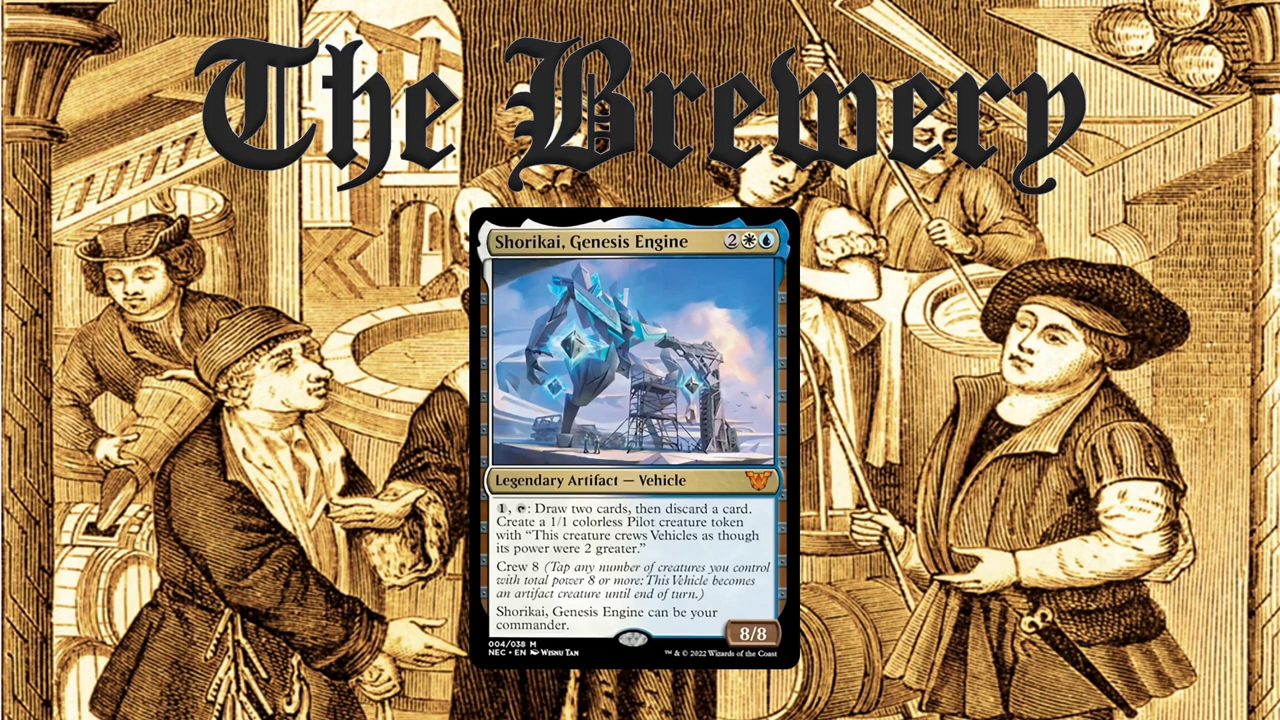 The Brewery
Shorikai, Genesis Engine 2
Legendary Artifact — Vehicle
1, : Draw two cards, then discard a card.
Create a 1/1 colorless Pilot creature token
with “This creature crews Vehicles as though
its power were 2 greater.”
Crew 8 (Tap any number of creatures you control
with total power 8 or more: This Vehicle becomes
an artifact creature until end of turn.)
Shorikai, Genesis Engine can be your
commander.
8/8
004/038 M
NEC • EN Wisnu Tan
™ & © 2022 Wizards of the Coast